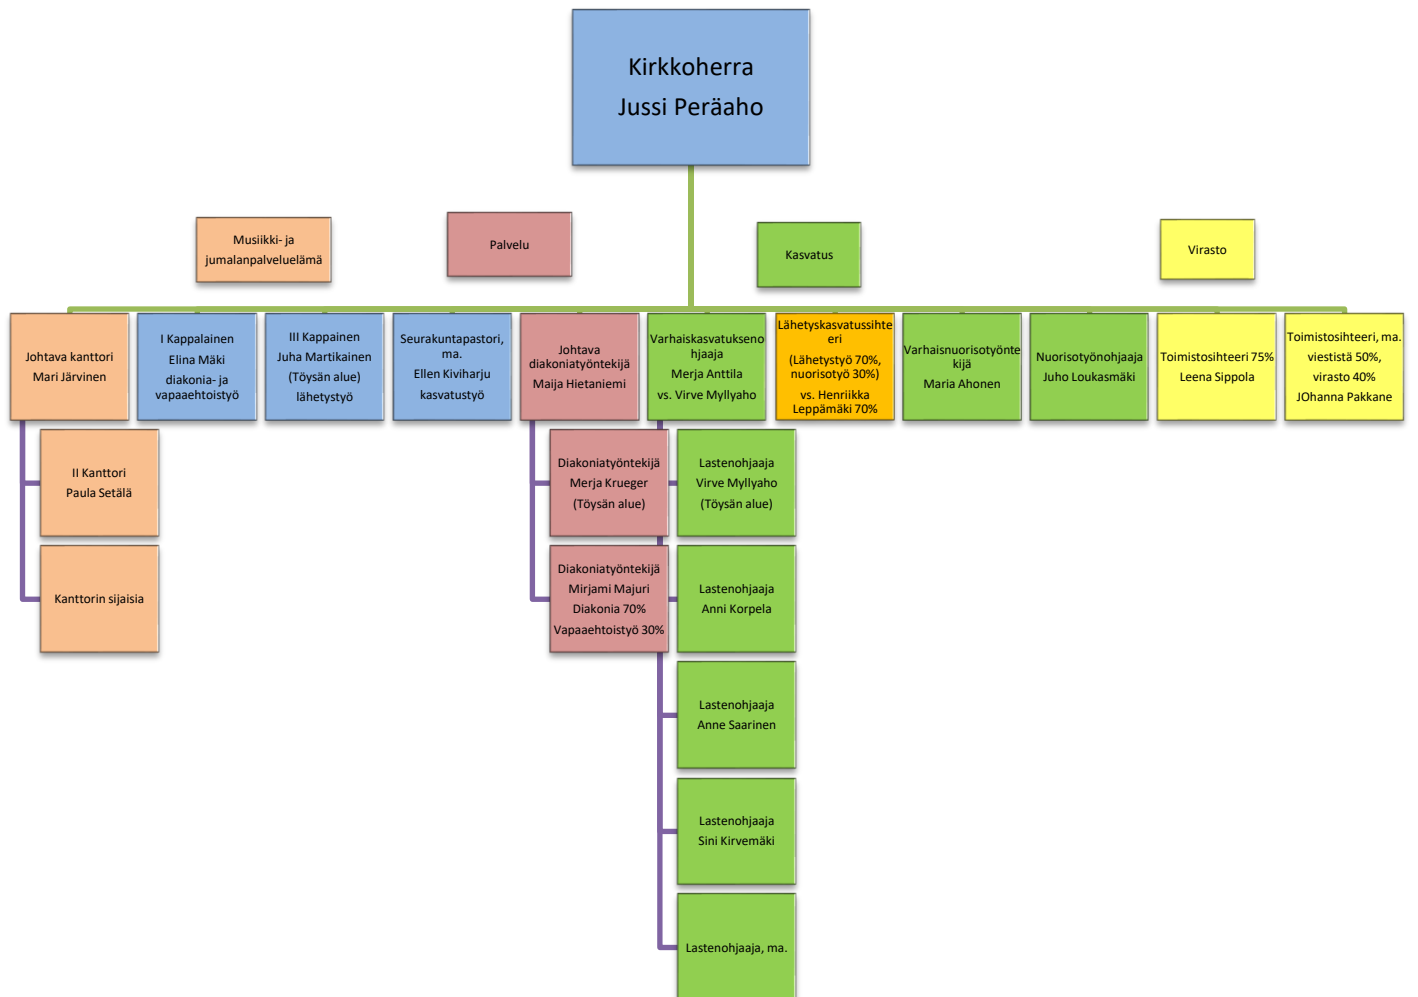 Kirkkoherra
Jussi Peräaho
Musiikki- ja
jumalanpalveluelämä
Palvelu
Kasvatus
Virasto
Johtava kanttori
Mari Järvinen
I Kappalainen
Elina Mäki
diakonia- ja
vapaaehtoistyö
III Kappainen
Juha Martikainen
(Töysän alue)
lähetystyö
Seurakuntapastori,
ma.
Ellen Kiviharju
kasvatustyö
Johtava
diakoniatyöntekijä
Maija Hietaniemi
Varhaiskasvatukseno
hjaaja
Merja Anttila
vs. Virve Myllyaho
Lähetyskasvatussihte
eri
(Lähetystyö 70%,
nuorisotyö 30%)
vs. Henriikka
Leppämäki 70%
Varhaisnuorisotyönte
kijä
Maria Ahonen
Nuorisotyönohjaaja
Juho Loukasmäki
Toimistosihteeri 75%
Leena Sippola
Toimistosihteeri, ma.
viestistä 50%,
virasto 40%
JOhanna Pakkane
II Kanttori
Paula Setälä
Kanttorin sijaisia
Diakoniatyöntekijä
Merja Krueger
(Töysän alue)
Diakoniatyöntekijä
Mirjami Majuri
Diakonia 70%
Vapaaehtoistyö 30%
Lastenohjaaja
Virve Myllyaho
(Töysän alue)
Lastenohjaaja
Anni Korpela
Lastenohjaaja
Anne Saarinen
Lastenohjaaja
Sini Kirvemäki
Lastenohjaaja, ma.